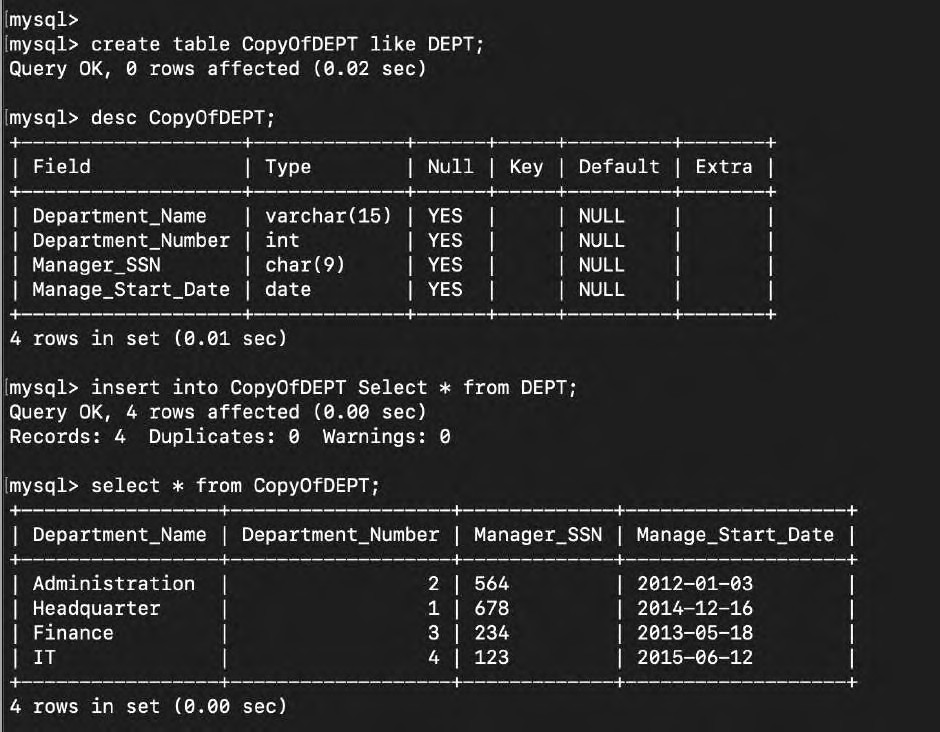 [mysql>
[mysql> create table CopyOfDEPT like DEPT;
Query OK, 0 rows affected (0.02 sec)
[mysql> desc CopyOfDEPT;
+--------------------+-------------+------+-----+---------+-------+
| Field              | Type        | Null | Key | Default | Extra |
+--------------------+-------------+------+-----+---------+-------+
| Department_Name    | varchar(15) | YES  |     | NULL    |       |
| Department_Number  | int         | YES  |     | NULL    |       |
| Manager_SSN        | char(9)     | YES  |     | NULL    |       |
| Manage_Start_Date  | date        | YES  |     | NULL    |       |
+--------------------+-------------+------+-----+---------+-------+
4 rows in set (0.01 sec)
[mysql> insert into CopyOfDEPT Select * from DEPT;
Query OK, 4 rows affected (0.00 sec)
Records: 4  Duplicates: 0  Warnings: 0
[mysql> select * from CopyOfDEPT;
+-----------------+-------------------+-------------+-------------------+
| Department_Name | Department_Number | Manager_SSN | Manage_Start_Date |
+-----------------+-------------------+-------------+-------------------+
| Administration  |                 2 | 564         | 2012-01-03        |
| Headquarter     |                 1 | 678         | 2014-12-16        |
| Finance         |                 3 | 234         | 2013-05-18        |
| IT              |                 4 | 123         | 2015-06-12        |
+-----------------+-------------------+-------------+-------------------+
4 rows in set (0.00 sec)